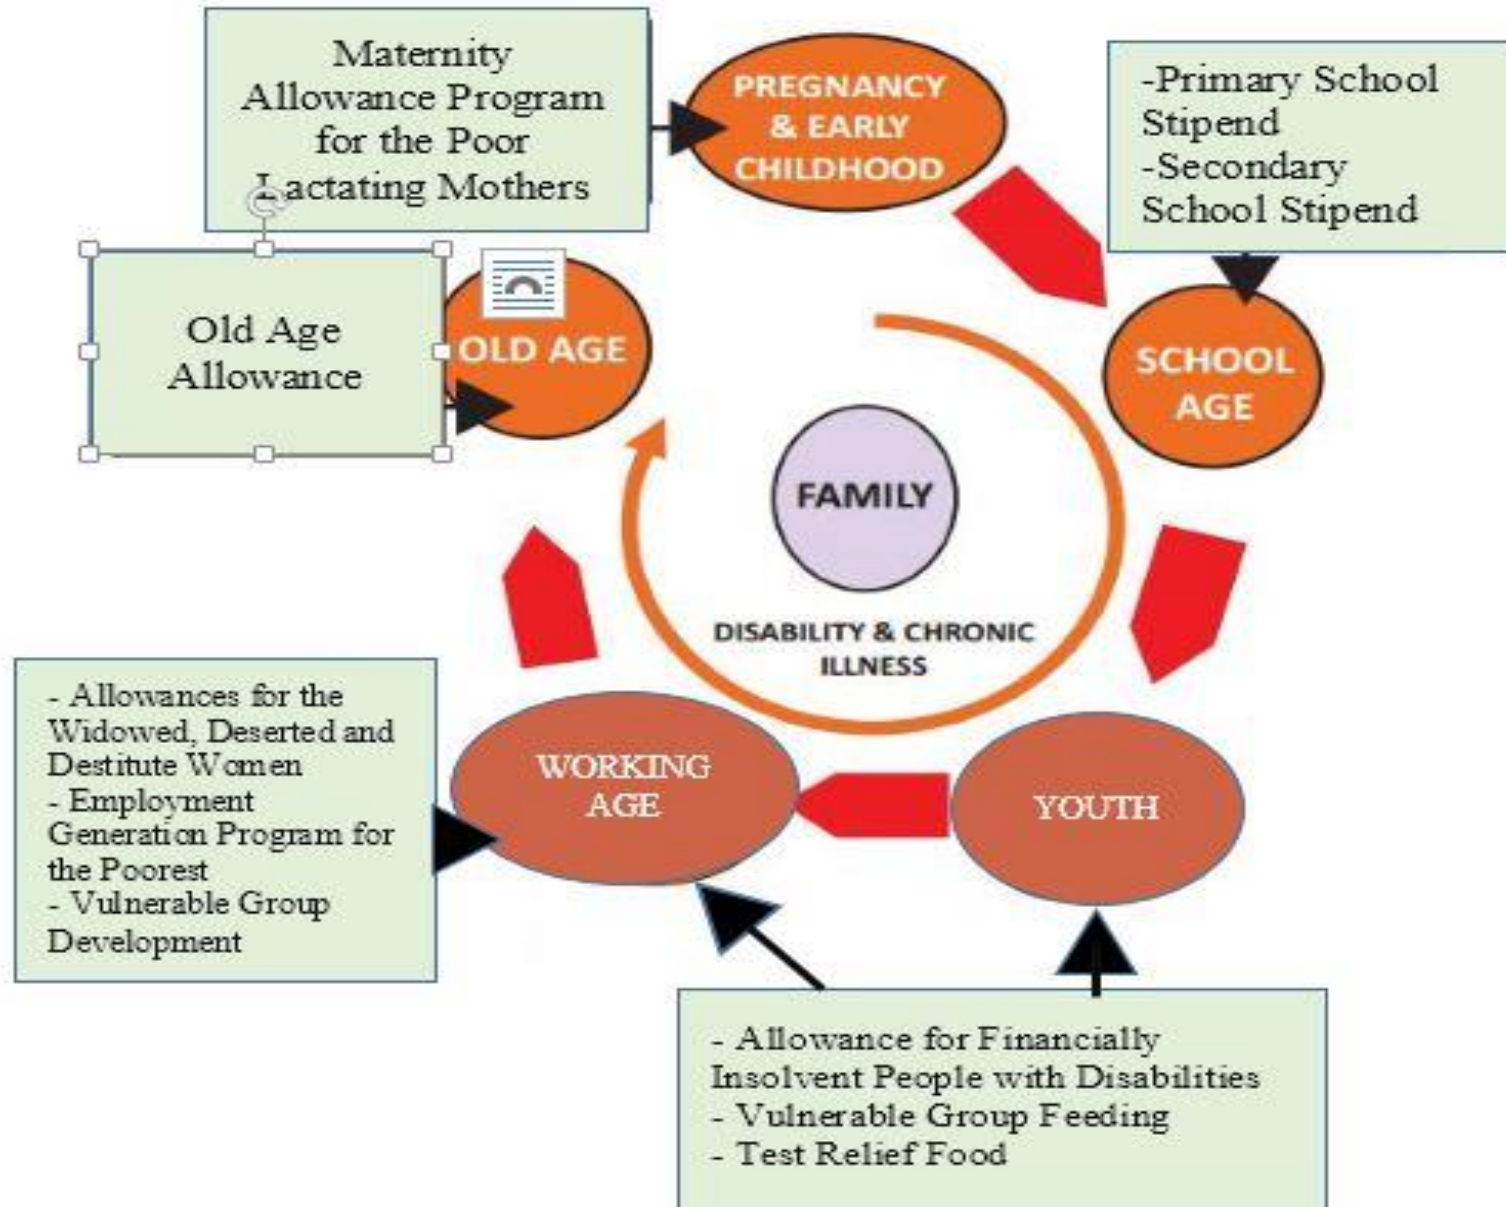 Maternity
Allowance Program
for the Poor
Lactating Mothers
PREGNANCY
& EARLY
CHILDHOOD
-Primary School
Stipend
-Secondary
School Stipend
Old Age
Allowance
OLD AGE
SCHOOL
AGE
FAMILY
DISABILITY & CHRONIC
ILLNESS
- Allowances for the
Widowed, Deserted and
Destitute Women
- Employment
Generation Program for
the Poorest
- Vulnerable Group
Development
WORKING
AGE
YOUTH
- Allowance for Financially
Insolvent People with Disabilities
- Vulnerable Group Feeding
- Test Relief Food